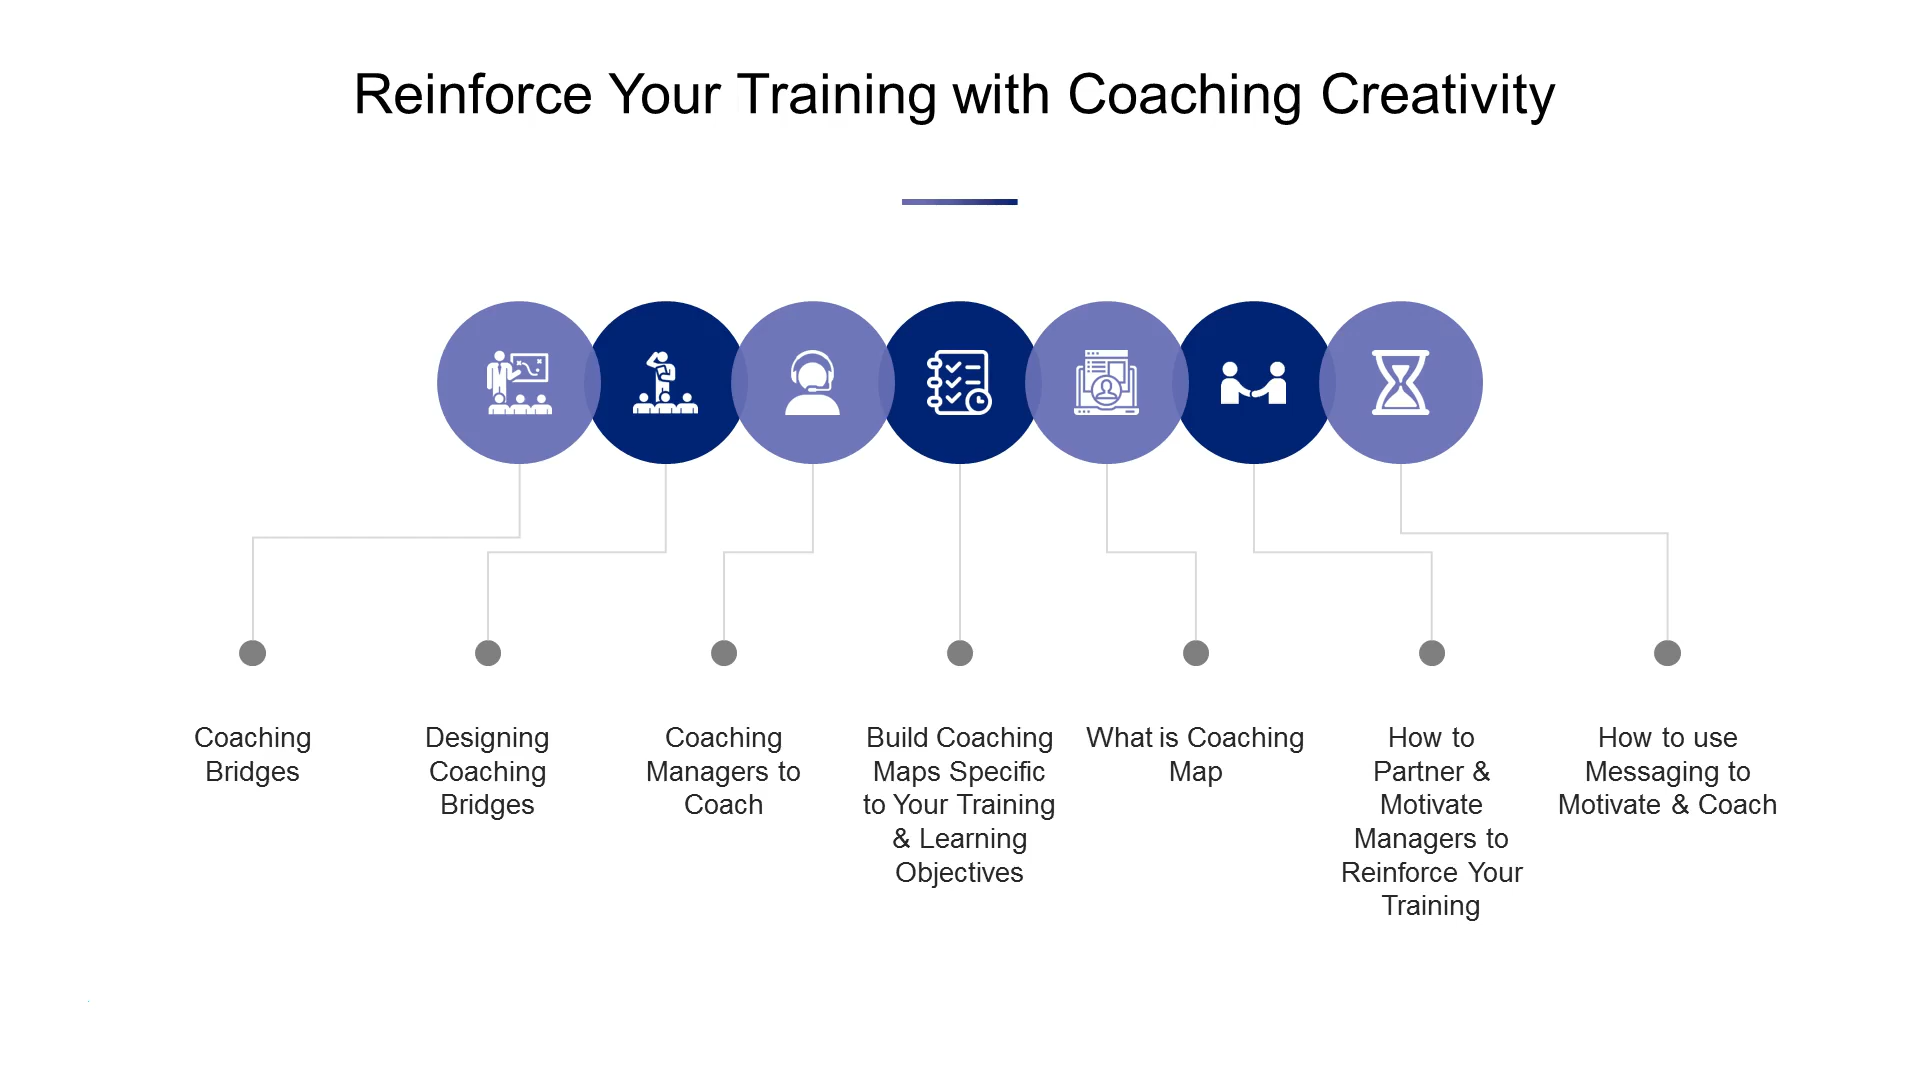 Reinforce Your Training with Coaching Creativity
Coaching
Bridges
Designing
Coaching
Bridges
Coaching
Managers to
Coach
Build Coaching
Maps Specific
to Your Training
& Learning
Objectives
What is Coaching
Map
How to
Partner &
Motivate
Managers to
Reinforce Your
Training
How to use
Messaging to
Motivate & Coach